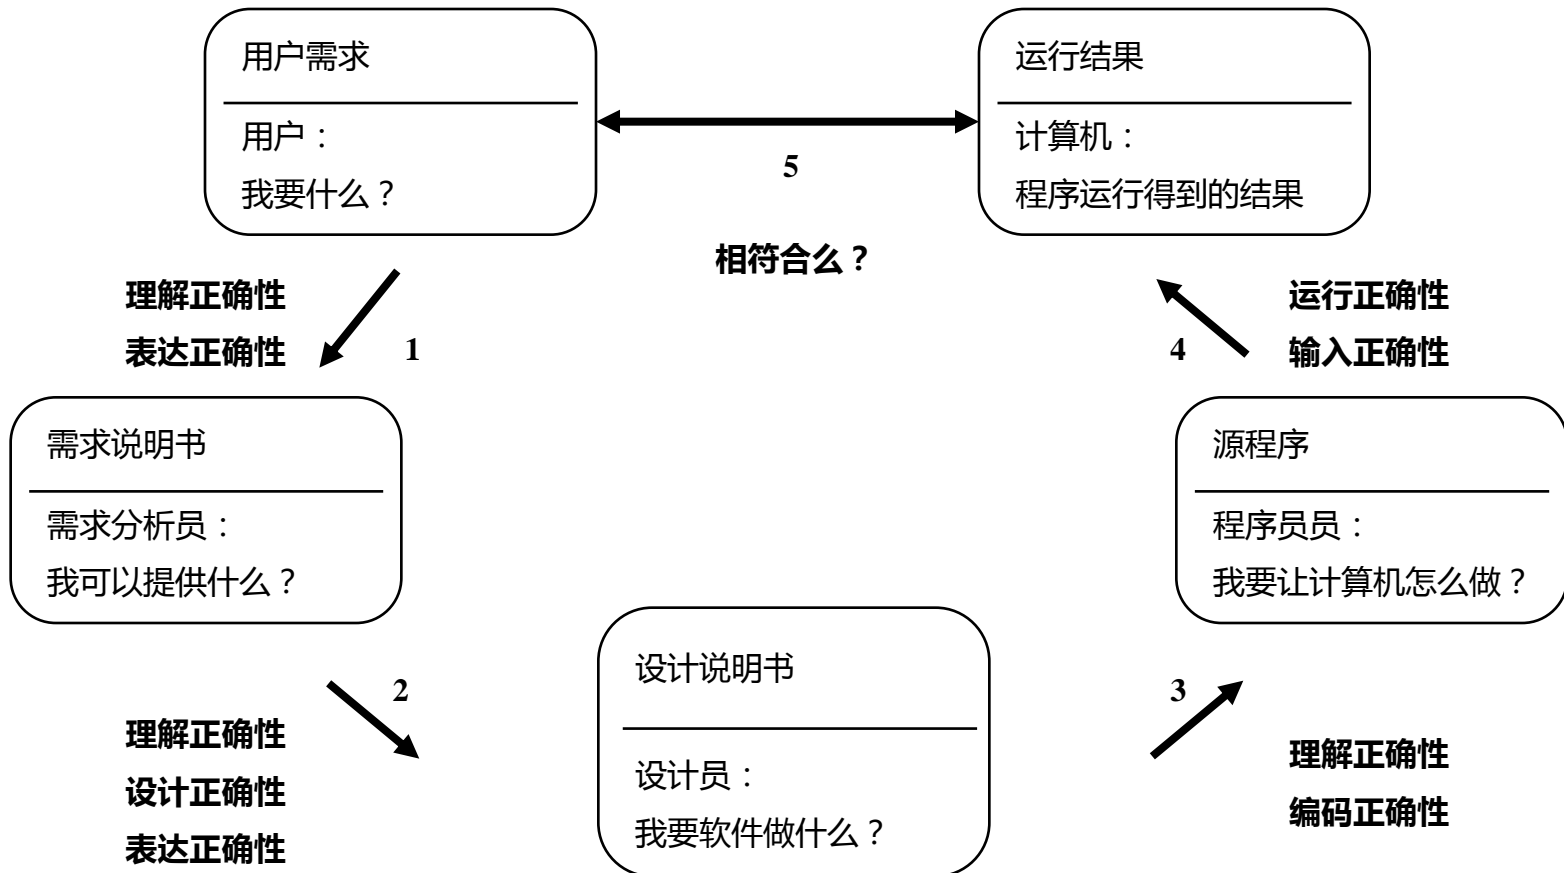 用户需求
用户：
我要什么？
运行结果
计算机：
程序运行得到的结果
5
相符合么？
理解正确性
表达正确性
1
4
运行正确性
输入正确性
需求说明书
需求分析员：
我可以提供什么？
源程序
程序员员：
我要让计算机怎么做？
2
理解正确性
设计正确性
表达正确性
设计说明书
设计员：
我要软件做什么？
3
理解正确性
编码正确性